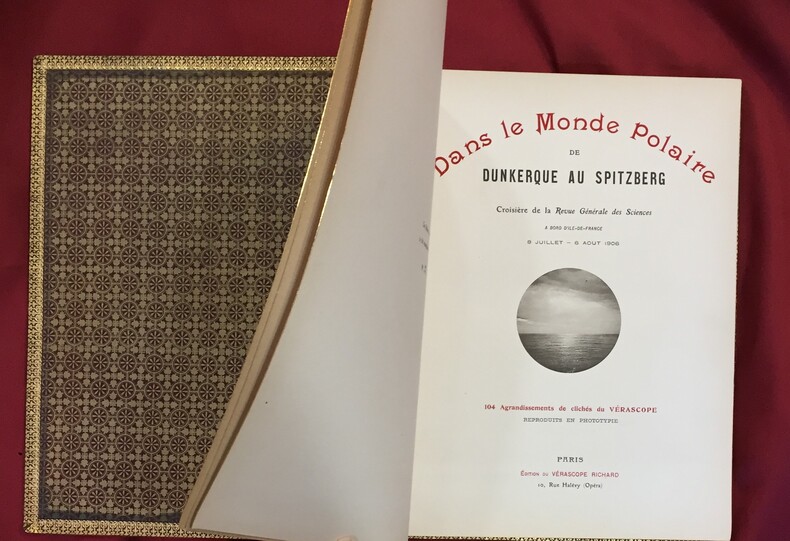 Dans le Monde Polaire
DE
DUNKERQUE AU SPITZBERG
Croisière de la Revue Générale des Sciences
A BORD D'ILE-DE-FRANCE
8 JUILLET — 6 AOUT 1906
104 Agrandissements de clichés du VÉRASCOPE
REPRODUITS EN PHOTOTYPIE
PARIS
ÉDITION DU VÉRASCOPE RICHARD
10, Rue Halévy (Opéra)